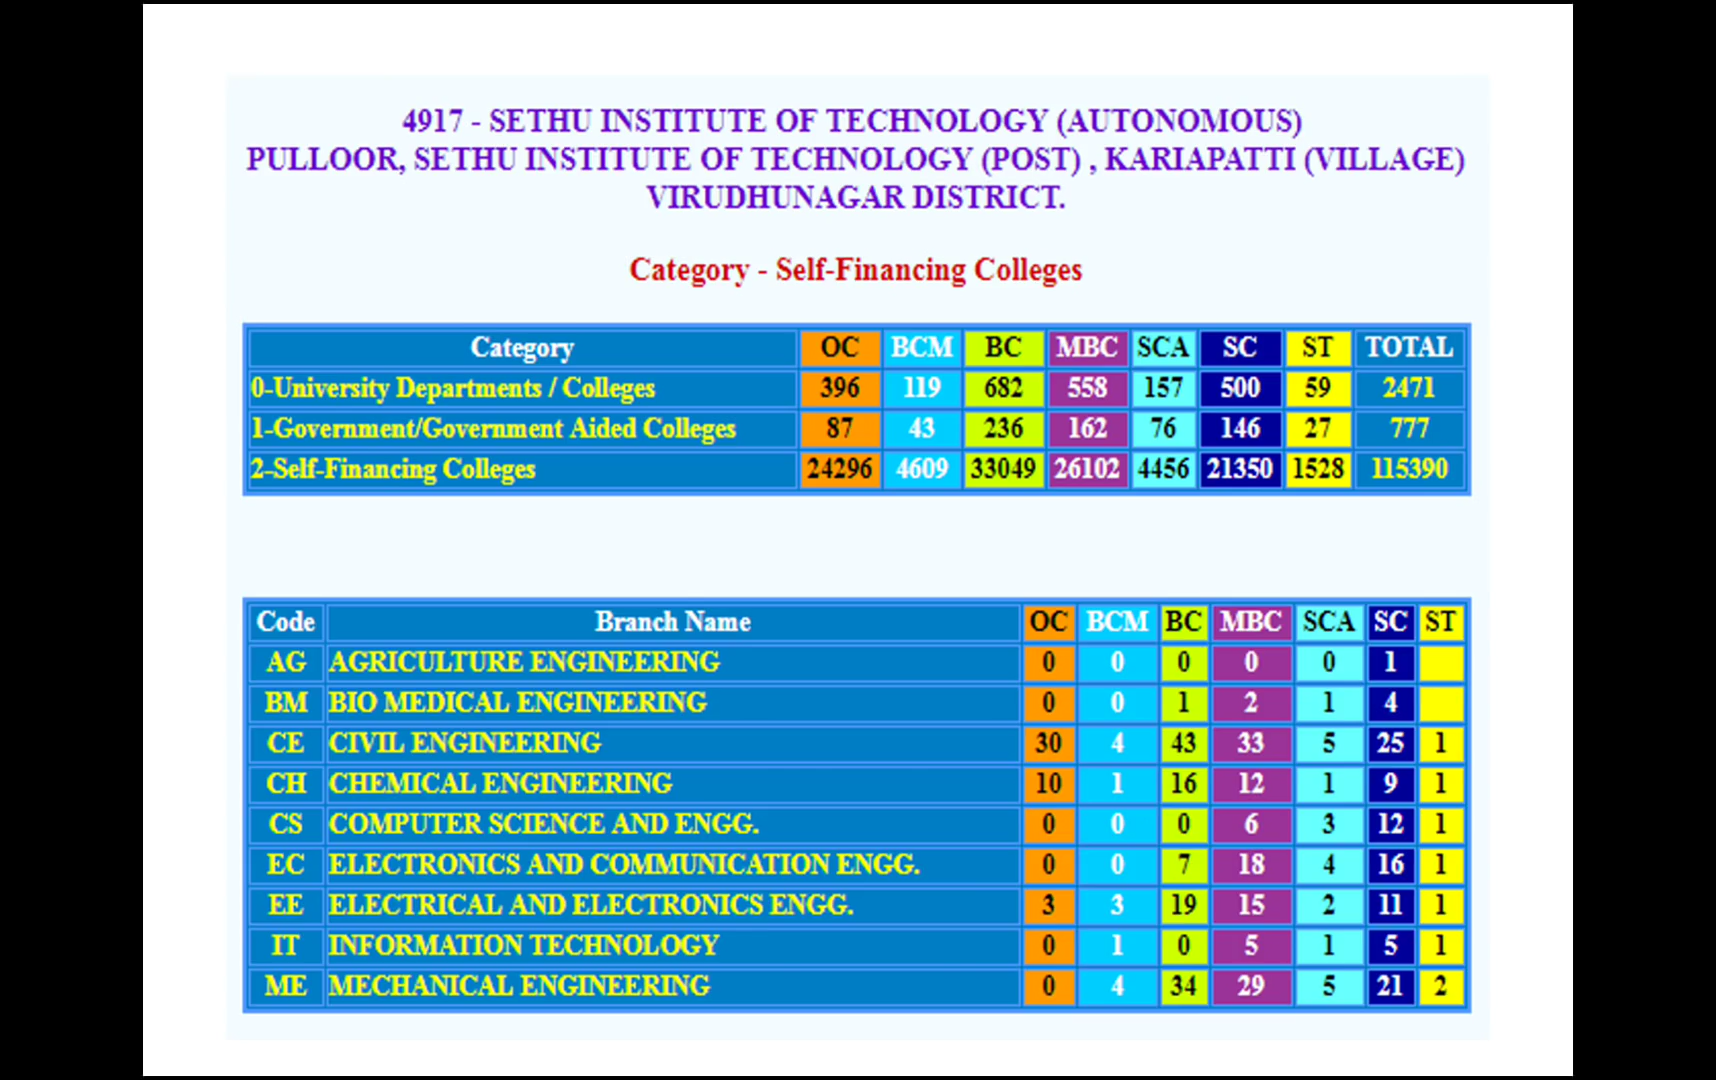 4917 - SETHU INSTITUTE OF TECHNOLOGY (AUTONOMOUS)
PULLOOR, SETHU INSTITUTE OF TECHNOLOGY (POST) , KARIAPATTI (VILLAGE)
VIRUDHUNAGAR DISTRICT.
Category - Self-Financing Colleges
Category OC BCM BC MBC SCA SC ST TOTAL
0-University Departments / Colleges 396 119 682 558 157 500 59 2471
1-Government/Government Aided Colleges 87 43 236 162 76 146 27 777
2-Self-Financing Colleges 24296 4609 33049 26102 4456 21350 1528 115390
Code Branch Name OC BCM BC MBC SCA SC ST
AG AGRICULTURE ENGINEERING 0 0 0 0 0 1
BM BIO MEDICAL ENGINEERING 0 0 1 2 1 4
CE CIVIL ENGINEERING 30 4 43 33 5 25 1
CH CHEMICAL ENGINEERING 10 1 16 12 1 9 1
CS COMPUTER SCIENCE AND ENGG. 0 0 0 6 3 12 1
EC ELECTRONICS AND COMMUNICATION ENGG. 0 0 7 18 4 16 1
EE ELECTRICAL AND ELECTRONICS ENGG. 3 3 19 15 2 11 1
IT INFORMATION TECHNOLOGY 0 1 0 5 1 5 1
ME MECHANICAL ENGINEERING 0 4 34 29 5 21 2